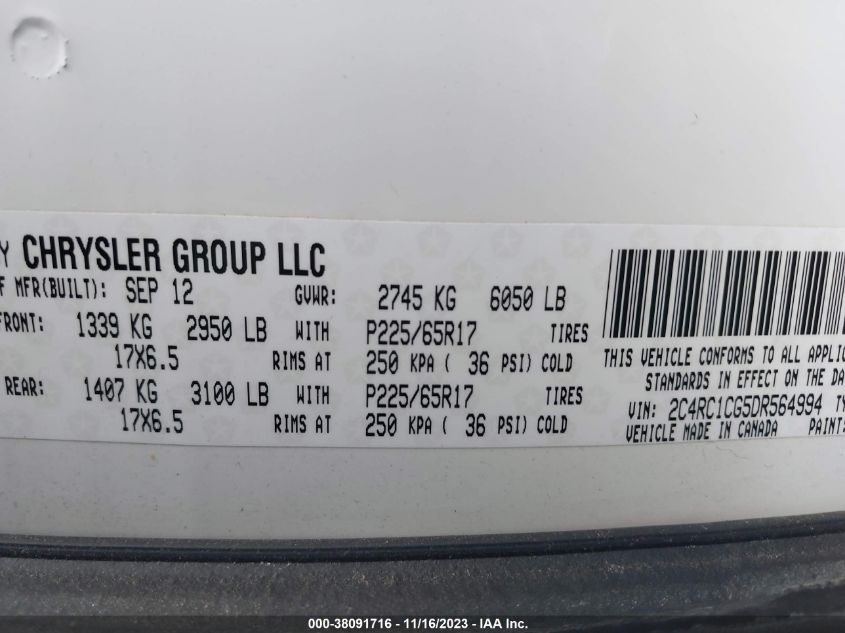 Y CHRYSLER GROUP LLC
F MFR(BUILT): SEP 12 GVWR: 2745 KG 6050 LB
FRONT: 1339 KG 2950 LB WITH P225/65R17 TIRES
17X6.5 RIMS AT 250 KPA ( 36 PSI) COLD
REAR: 1407 KG 3100 LB WITH P225/65R17 TIRES
17X6.5 RIMS AT 250 KPA ( 36 PSI) COLD
THIS VEHICLE CONFORMS TO ALL APPLIC
STANDARDS IN EFFECT ON THE DA
VIN: 2C4RC1CG5DR564994 TY
VEHICLE MADE IN CANADA PAINT:
000-38091716 - 11/16/2023 - IAA Inc.